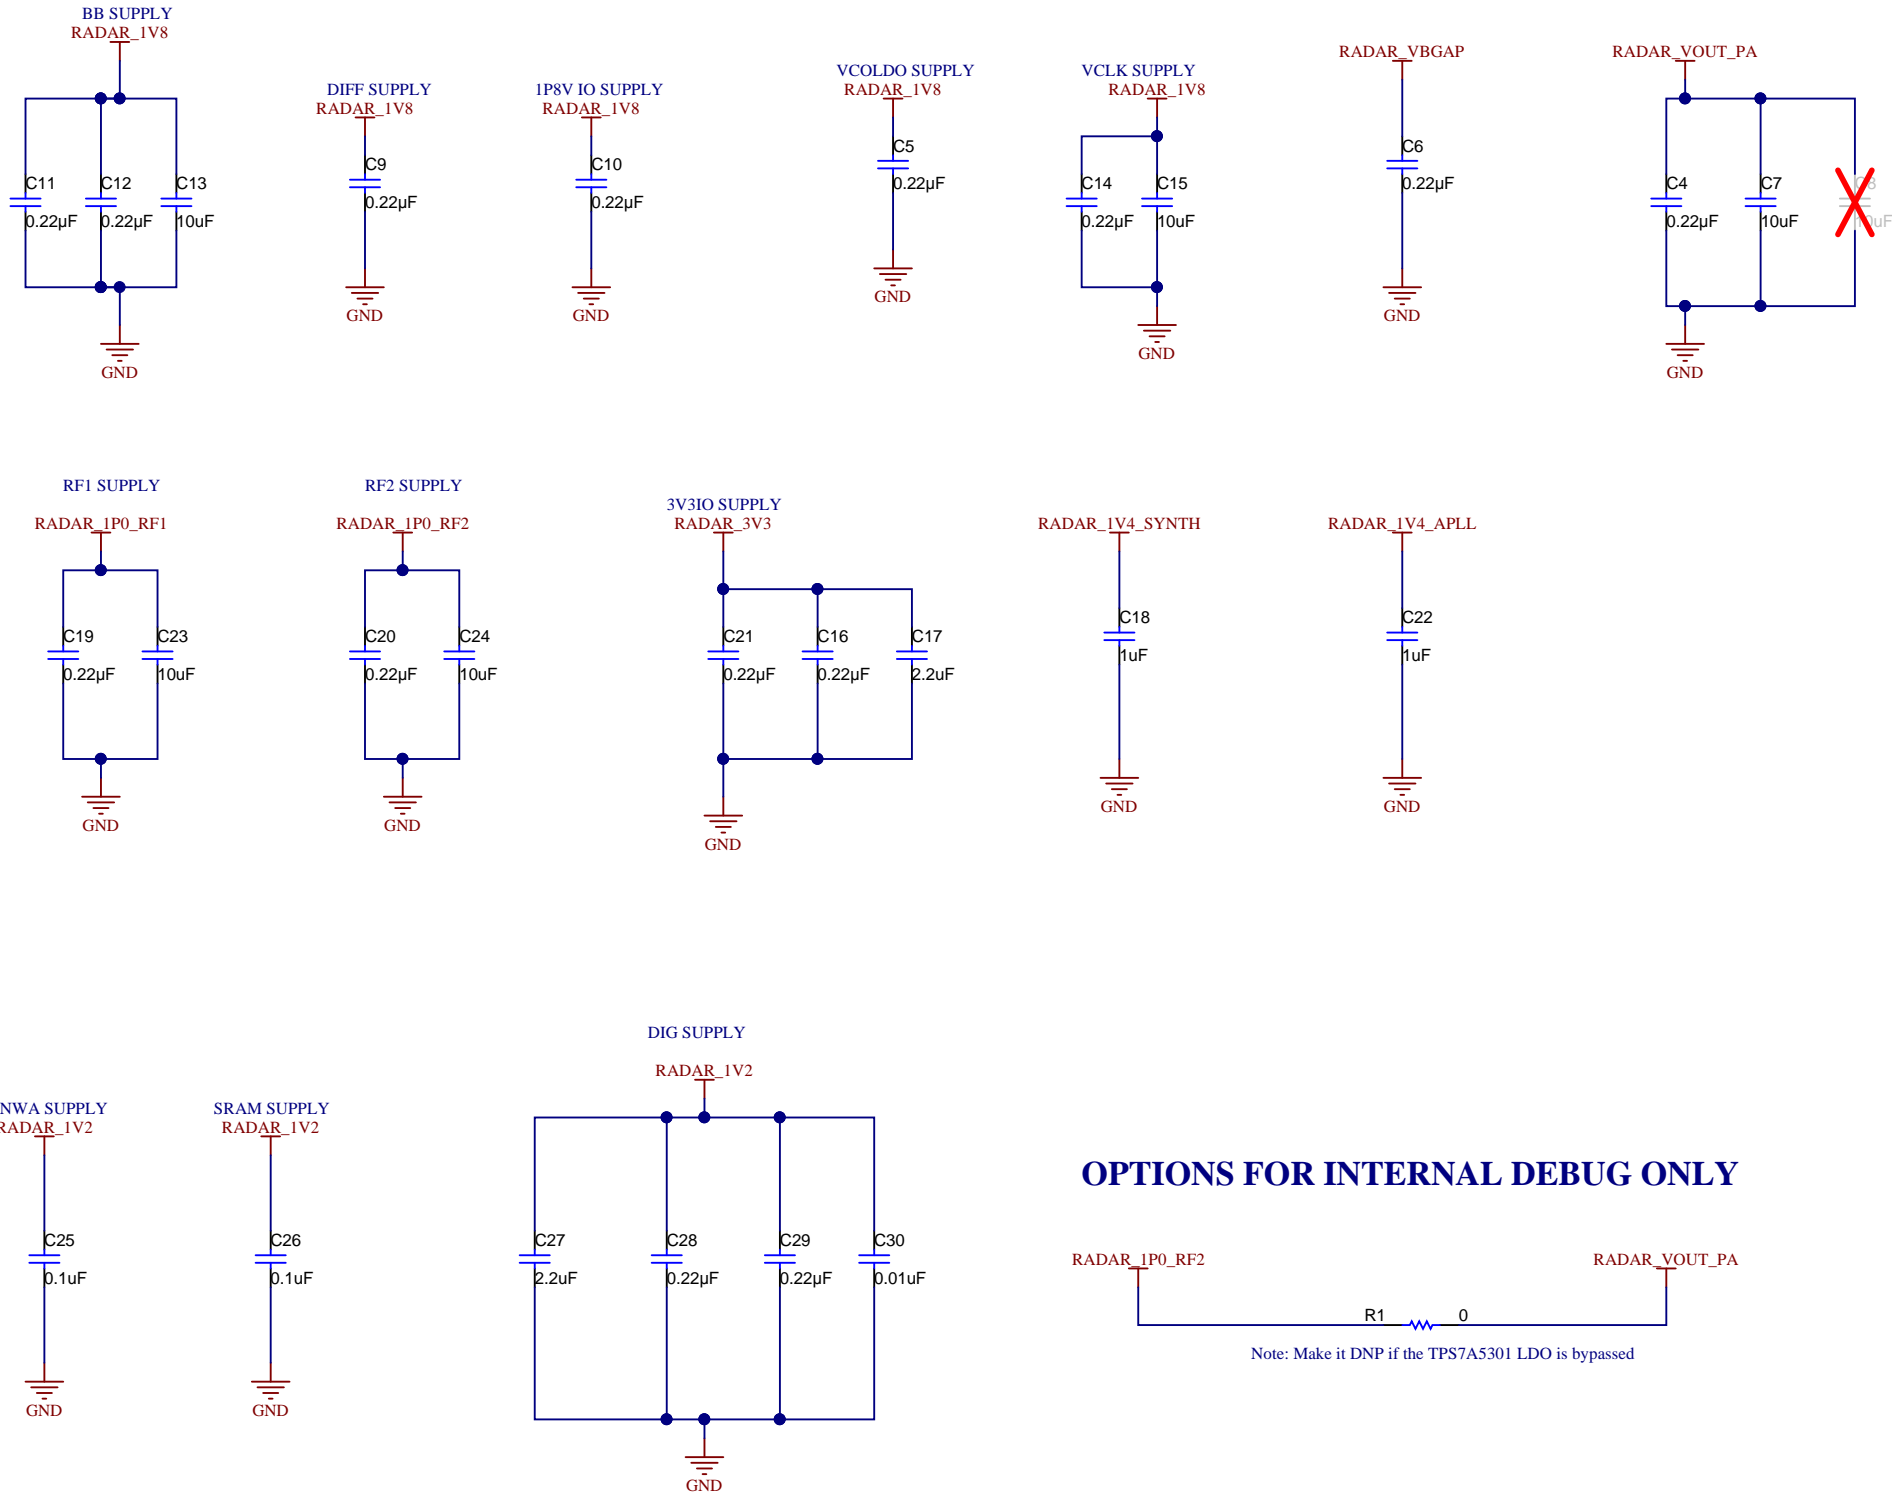 BB SUPPLY
RADAR_1V8
C11
0.22µF
C12
0.22µF
C13
10uF
GND
DIFF SUPPLY
RADAR_1V8
C9
0.22µF
GND
1P8V IO SUPPLY
RADAR_1V8
C10
0.22µF
GND
VCOLDO SUPPLY
RADAR_1V8
C5
0.22µF
GND
VCLK SUPPLY
RADAR_1V8
C14
0.22µF
C15
10uF
GND
RADAR_VBGAP
C6
0.22µF
GND
RADAR_VOUT_PA
C4
0.22µF
C7
10uF
GND
RF1 SUPPLY
RADAR_1P0_RF1
C19
0.22µF
C23
10uF
GND
RF2 SUPPLY
RADAR_1P0_RF2
C20
0.22µF
C24
10uF
GND
3V3IO SUPPLY
RADAR_3V3
C21
0.22µF
C16
0.22µF
C17
2.2uF
GND
RADAR_1V4_SYNTH
C18
1uF
GND
RADAR_1V4_APLL
C22
1uF
GND
NWA SUPPLY
RADAR_1V2
C25
0.1uF
GND
SRAM SUPPLY
RADAR_1V2
C26
0.1uF
GND
DIG SUPPLY
RADAR_1V2
C27
2.2uF
C28
0.22µF
C29
0.22µF
C30
0.01uF
GND
OPTIONS FOR INTERNAL DEBUG ONLY
RADAR_1P0_RF2
RADAR_VOUT_PA
R1
0
Note: Make it DNP if the TPS7A5301 LDO is bypassed